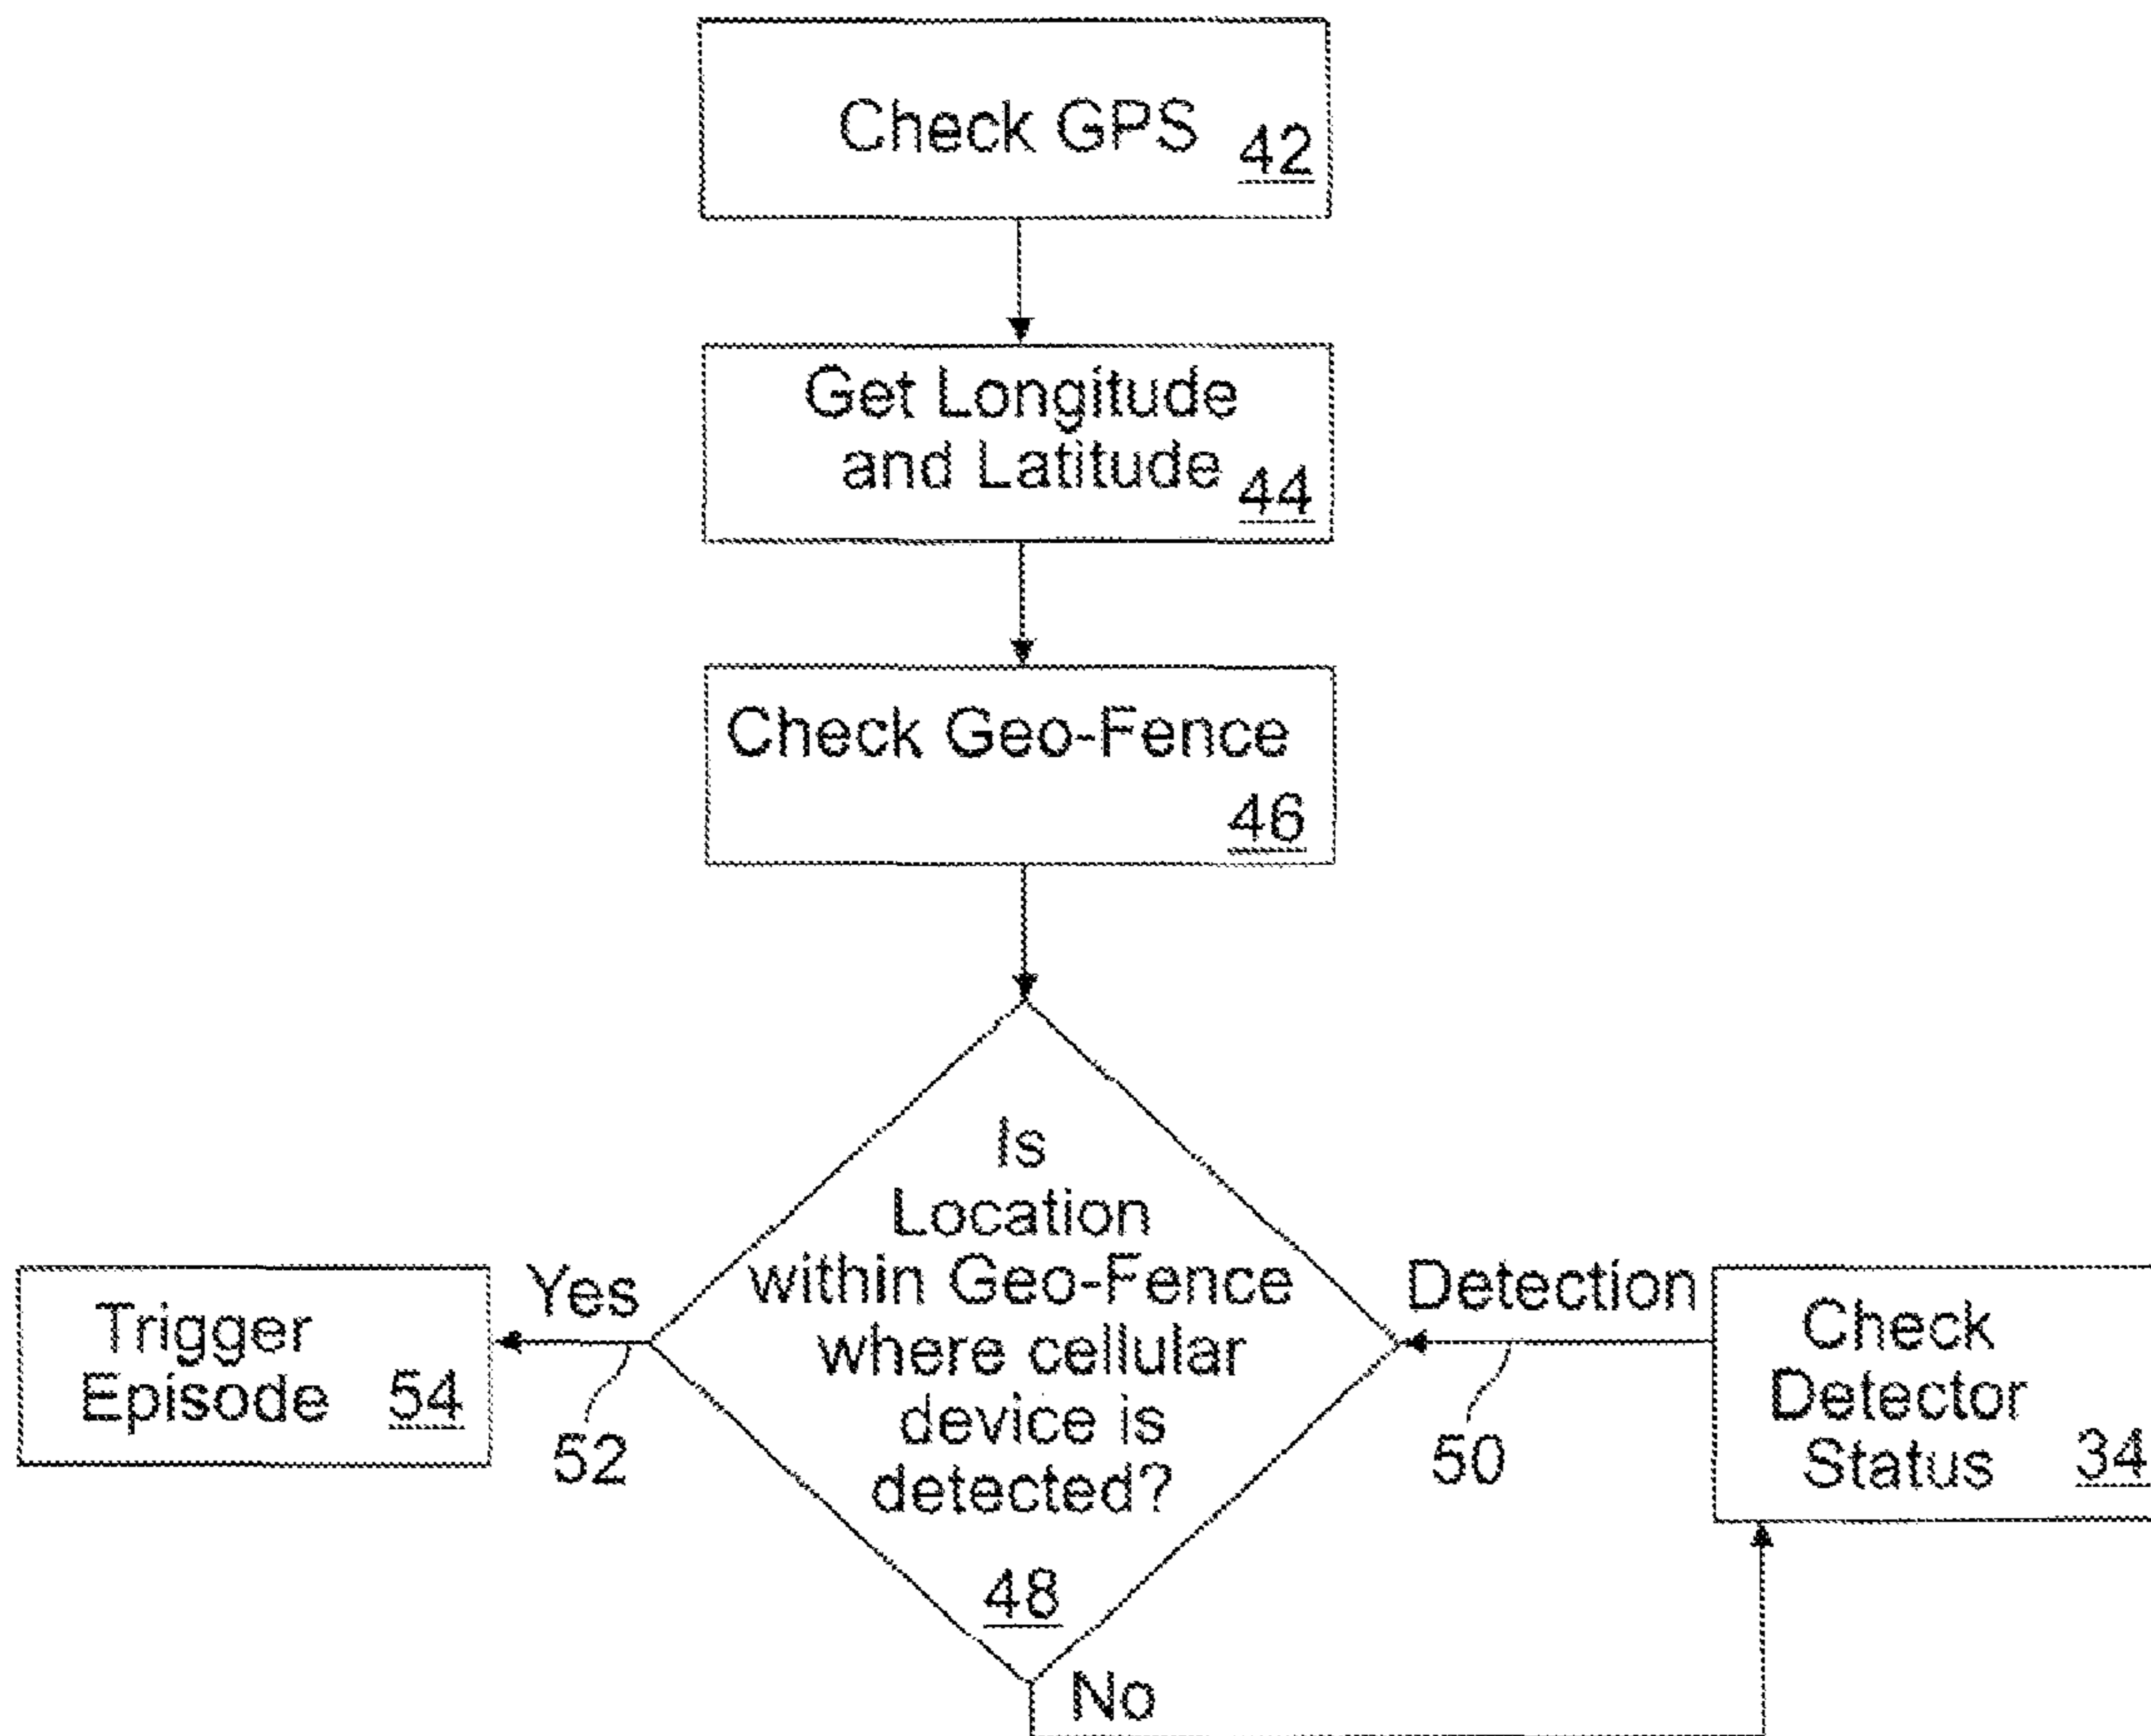 Check GPS 42
Get Longitude
and Latitude 44
Check Geo-Fence
46
Is
Location
within Geo-Fence
where cellular
device is
detected?
48
Yes
52
Trigger
Episode 54
Detection
50
Check
Detector
Status 34
No